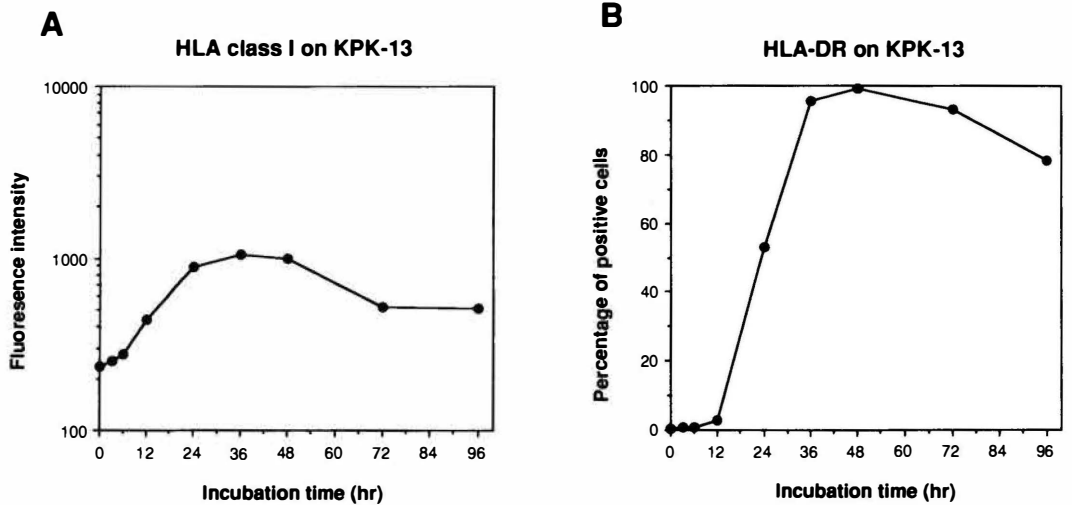 A
HLA class I on KPK-13
10000
1000
100
Fluoresence intensity
0 12 24 36 48 60 72 84 96
Incubation time (hr)
B
HLA-DR on KPK-13
100
80
60
40
20
0
Percentage of positive cells
0 12 24 36 48 60 72 84 96
Incubation time (hr)